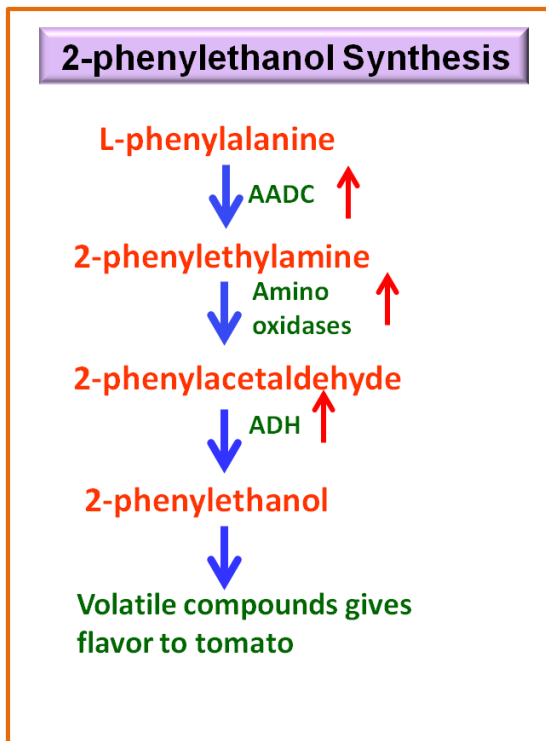 2-phenylethanol Synthesis
L-phenylalanine
AADC
2-phenylethylamine
Amino
oxidases
2-phenylacetaldehyde
ADH
2-phenylethanol
Volatile compounds gives
flavor to tomato